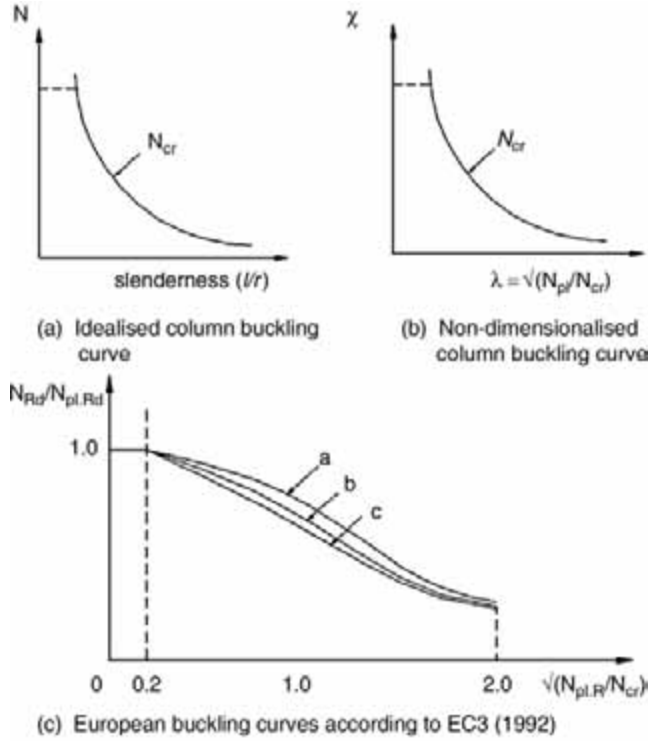 N
N_cr
slenderness (l/r)
(a) Idealised column buckling
curve
χ
N_cr
λ = √(N_pl/N_cr)
(b) Non-dimensionalised
column buckling curve
N_Rd/N_pl.Rd
1.0
a
b
c
0 0.2 1.0 2.0 √(N_pl.R/N_cr)
(c) European buckling curves according to EC3 (1992)